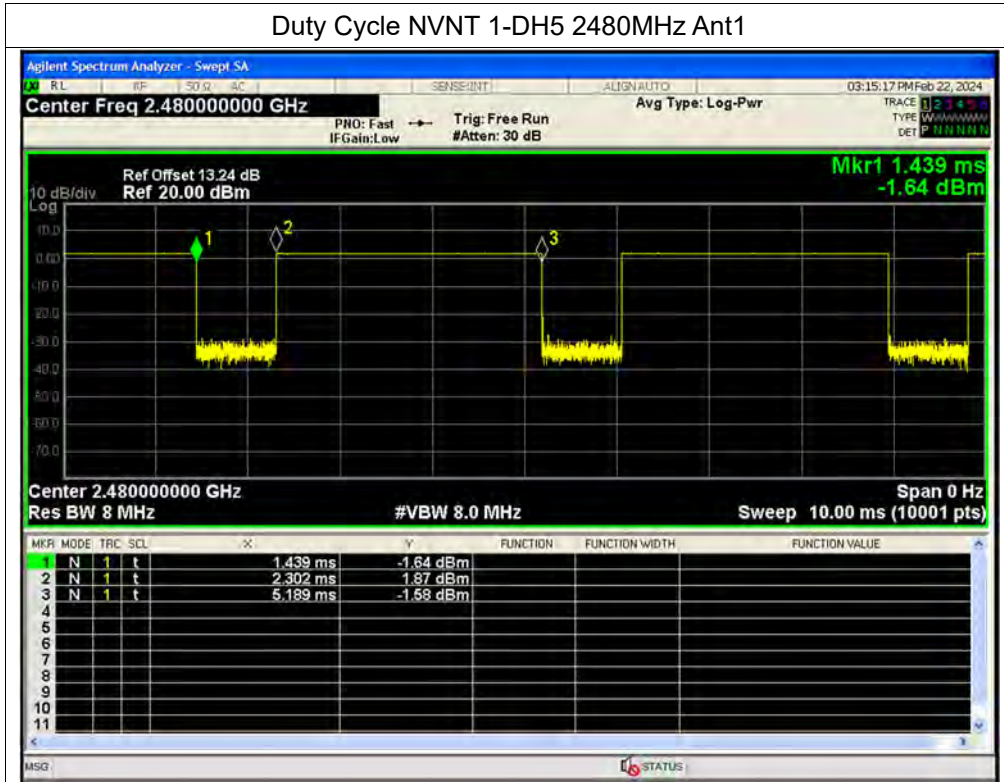 Duty Cycle NVNT 1-DH5 2480MHz Ant1
Agilent Spectrum Analyzer - Swept SA
RL RF 50 Ω AC SENSE:INT ALIGNAUTO 03:15:17 PM Feb 22, 2024
Center Freq 2.480000000 GHz Avg Type: Log-Pwr TRACE 1 2 3 4 5 6
PNO: Fast Trig: Free Run TYPE W
IFGain:Low #Atten: 30 dB DET P N N N N N
Mkr1 1.439 ms
-1.64 dBm
Ref Offset 13.24 dB
10 dB/div Ref 20.00 dBm
Log
10.0
0.00
-10.0
-20.0
-30.0
-40.0
-50.0
-60.0
-70.0
1
2
3
Center 2.480000000 GHz Span 0 Hz
Res BW 8 MHz #VBW 8.0 MHz Sweep 10.00 ms (10001 pts)
MKR MODE TRC SCL X Y FUNCTION FUNCTION WIDTH FUNCTION VALUE
1 N 1 t 1.439 ms -1.64 dBm
2 N 1 t 2.302 ms 1.87 dBm
3 N 1 t 5.189 ms -1.58 dBm
4
5
6
7
8
9
10
11
MSG STATUS